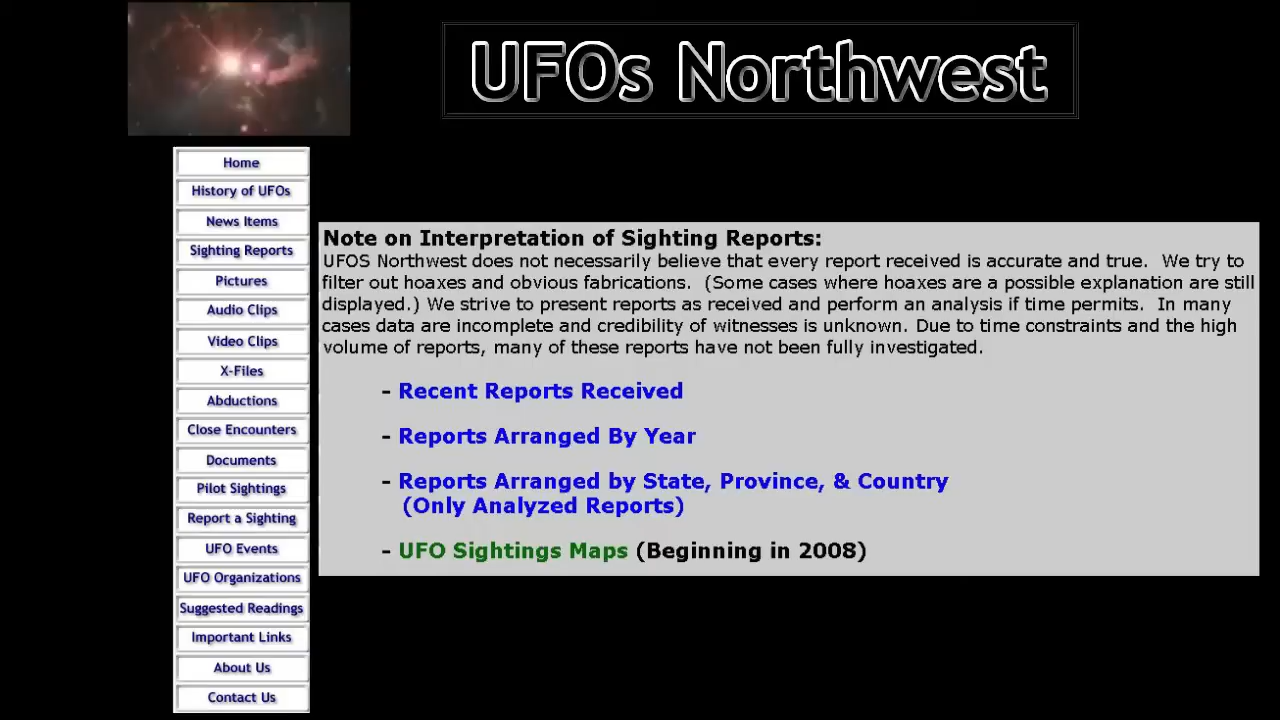 UFOs Northwest
Home
History of UFOs
News Items
Sighting Reports
Pictures
Audio Clips
Video Clips
X-Files
Abductions
Close Encounters
Documents
Pilot Sightings
Report a Sighting
UFO Events
UFO Organizations
Suggested Readings
Important Links
About Us
Contact Us
Note on Interpretation of Sighting Reports:
UFOS Northwest does not necessarily believe that every report received is accurate and true. We try to
filter out hoaxes and obvious fabrications. (Some cases where hoaxes are a possible explanation are still
displayed.) We strive to present reports as received and perform an analysis if time permits. In many
cases data are incomplete and credibility of witnesses is unknown. Due to time constraints and the high
volume of reports, many of these reports have not been fully investigated.
- Recent Reports Received
- Reports Arranged By Year
- Reports Arranged by State, Province, & Country
(Only Analyzed Reports)
- UFO Sightings Maps (Beginning in 2008)